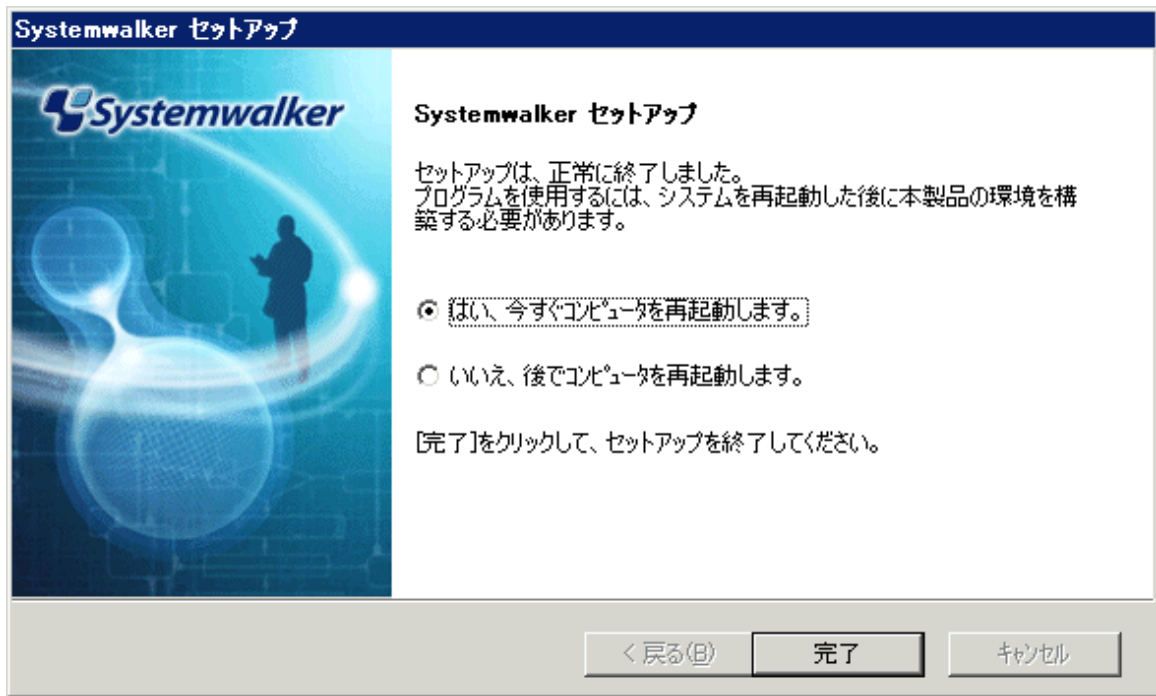 Systemwalker セットアップ
Systemwalker
Systemwalker セットアップ
セットアップは、正常に終了しました。
プログラムを使用するには、システムを再起動した後に本製品の環境を構
築する必要があります。
はい、今すぐコンピュータを再起動します。
いいえ、後でコンピュータを再起動します。
[完了]をクリックして、セットアップを終了してください。
< 戻る(B)
完了
キャンセル